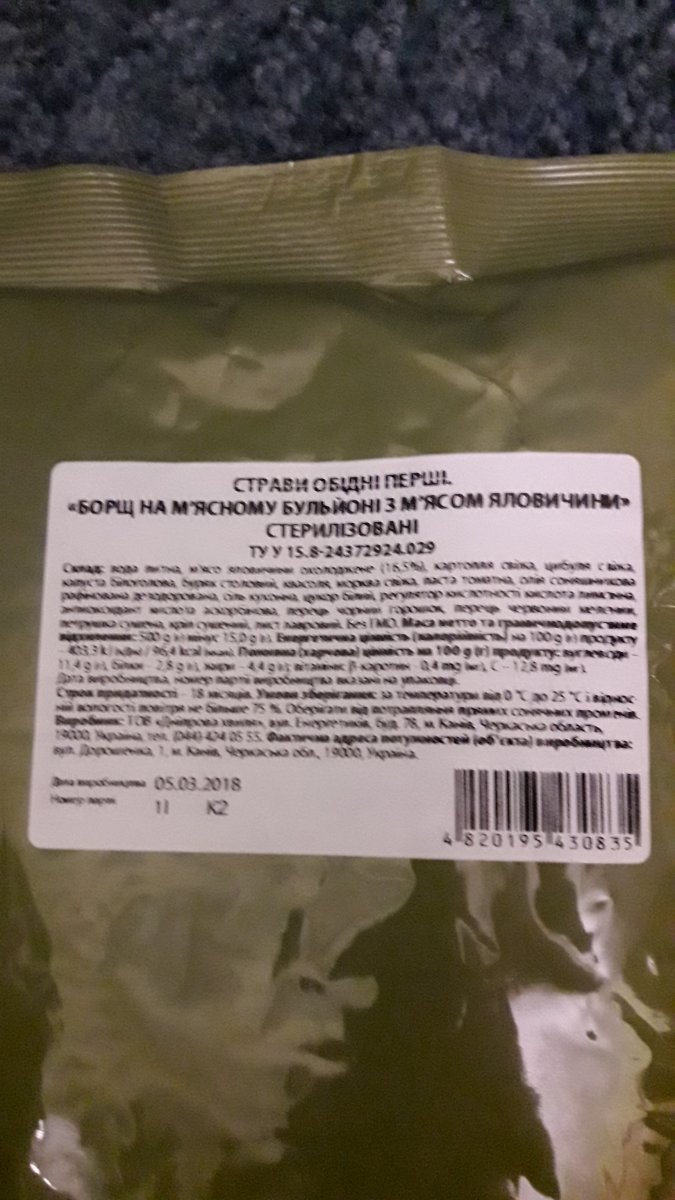 СТРАВИ ОБІДНІ ПЕРШІ.
«БОРЩ НА М'ЯСНОМУ БУЛЬЙОНІ З М'ЯСОМ ЯЛОВИЧИНИ»
СТЕРИЛІЗОВАНІ
ТУ У 15.8-24372924.029
Склад: вода питна, м'ясо яловичини охолоджене (16,5%), картопля свіжа, цибуля свіжа,
капуста білоголова, буряк столовий, квасоля, морква свіжа, паста томатна, олія соняшникова
рафінована дезодорована, сіль кухонна, цукор білий, регулятор кислотності кислота лимонна,
антиоксидант кислота аскорбінова, перець чорний горошок, перець червоний мелений,
петрушка сушена, кріп сушений, лист лавровий. Без ГМО. Маса нетто та граничнодопустиме
відхилення: 500 g (г) мінус 15,0 g (г). Енергетична цінність (калорійність) на 100 g (г) продукту
– 403,3 kJ (кДж) / 96,4 kcal (ккал). Поживна (харчова) цінність на 100 g (г) продукту: вуглеводи –
11,4 g (г), білки – 2,8 g (г), жири – 4,4 g (г); вітаміни: β-каротин - 0,4 mg (мг), С – 12,8 mg (мг).
Дата виробництва, номер партії виробництва вказані на упаковці.
Строк придатності – 18 місяців. Умови зберігання: за температури від 0 °С до 25 °С і віднос-
ній вологості повітря не більше 75 %. Оберігати від потрапляння прямих сонячних променів.
Виробник: ТОВ «Дніпрова хвиля», вул. Енергетиків, буд. 78, м. Канів, Черкаська область,
19000, Україна, тел. (044) 424 05 55. Фактична адреса потужностей (об'єкта) виробництва:
вул. Дорошенка, 1, м. Канів, Черкаська обл., 19000, Україна.
Дата виробництва 05.03.2018
Номер партії 11 К2
4 820195 430835